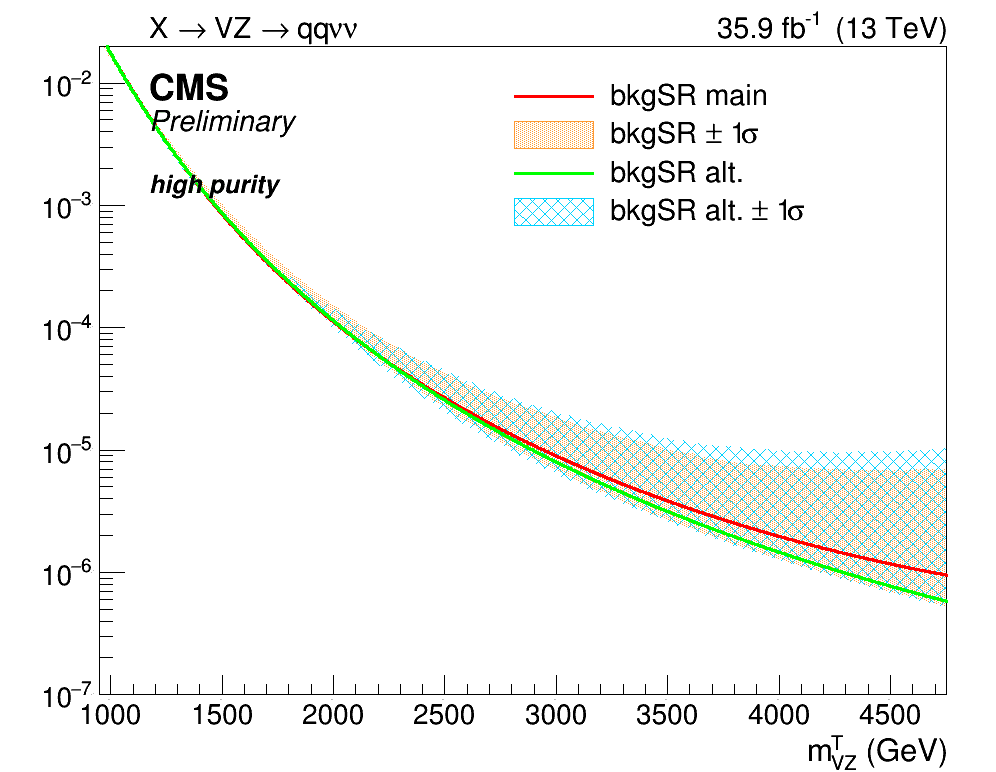 X → VZ → qqνν
35.9 fb⁻¹ (13 TeV)
CMS
Preliminary
high purity
bkgSR main
bkgSR ± 1σ
bkgSR alt.
bkgSR alt. ± 1σ
10⁻²
10⁻³
10⁻⁴
10⁻⁵
10⁻⁶
10⁻⁷
1000 1500 2000 2500 3000 3500 4000 4500
m^T_VZ (GeV)